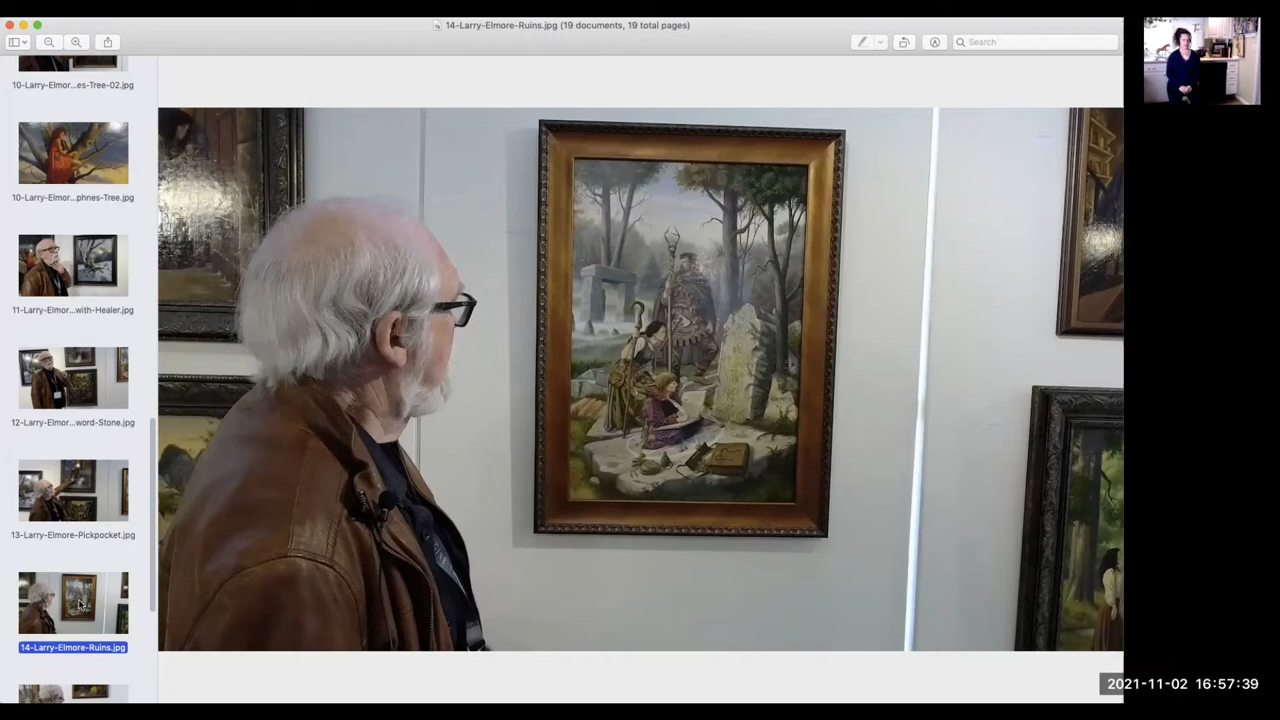 14-Larry-Elmore-Ruins.jpg (19 documents, 19 total pages)
Search
10-Larry-Elmor...es-Tree-02.jpg
10-Larry-Elmor...phnes-Tree.jpg
11-Larry-Elmor...with-Healer.jpg
12-Larry-Elmor...word-Stone.jpg
13-Larry-Elmore-Pickpocket.jpg
14-Larry-Elmore-Ruins.jpg
2021-11-02 16:57:39